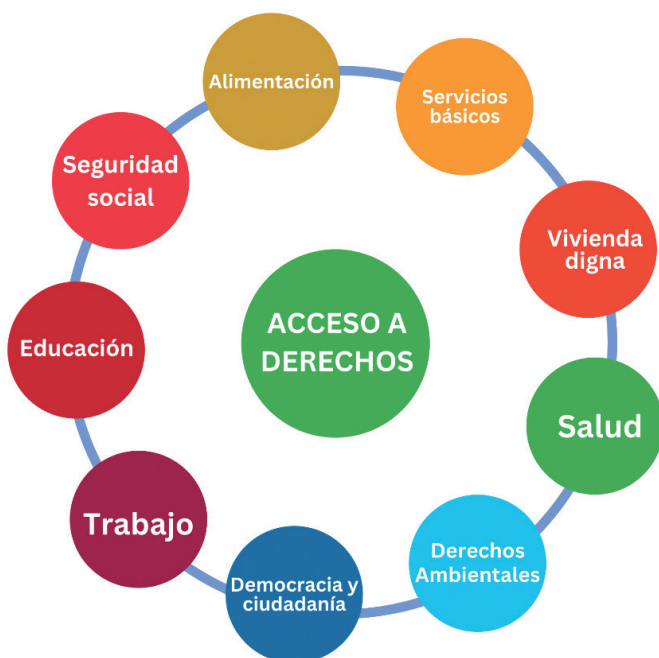 Alimentación
Servicios
básicos
Seguridad
social
Vivienda
digna
ACCESO A
DERECHOS
Educación
Salud
Trabajo
Derechos
Ambientales
Democracia y
ciudadanía